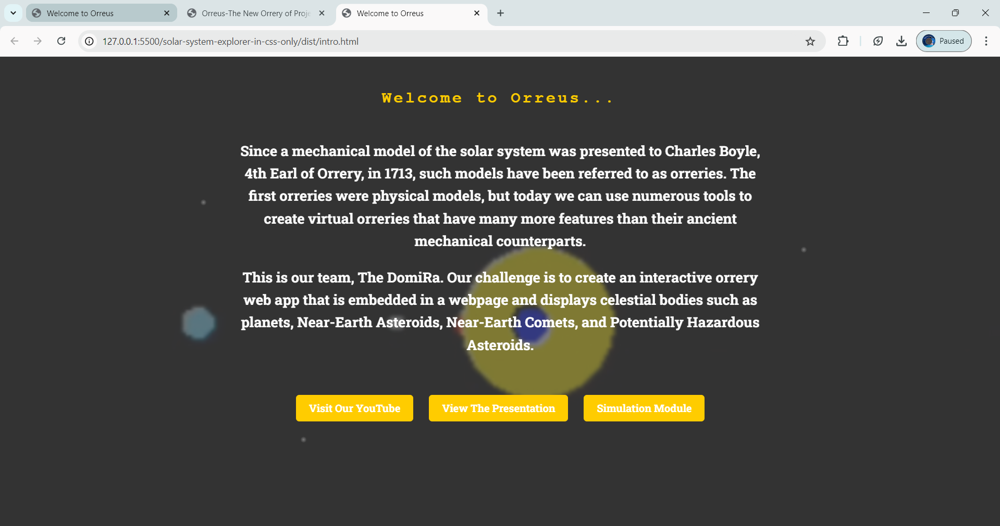 Welcome to Orreus
Orreus-The New Orrery of Proje
Welcome to Orreus
127.0.0.1:5500/solar-system-explorer-in-css-only/dist/intro.html
Paused
Welcome to Orreus...
Since a mechanical model of the solar system was presented to Charles Boyle,
4th Earl of Orrery, in 1713, such models have been referred to as orreries. The
first orreries were physical models, but today we can use numerous tools to
create virtual orreries that have many more features than their ancient
mechanical counterparts.
This is our team, The DomiRa. Our challenge is to create an interactive orrery
web app that is embedded in a webpage and displays celestial bodies such as
planets, Near-Earth Asteroids, Near-Earth Comets, and Potentially Hazardous
Asteroids.
Visit Our YouTube
View The Presentation
Simulation Module